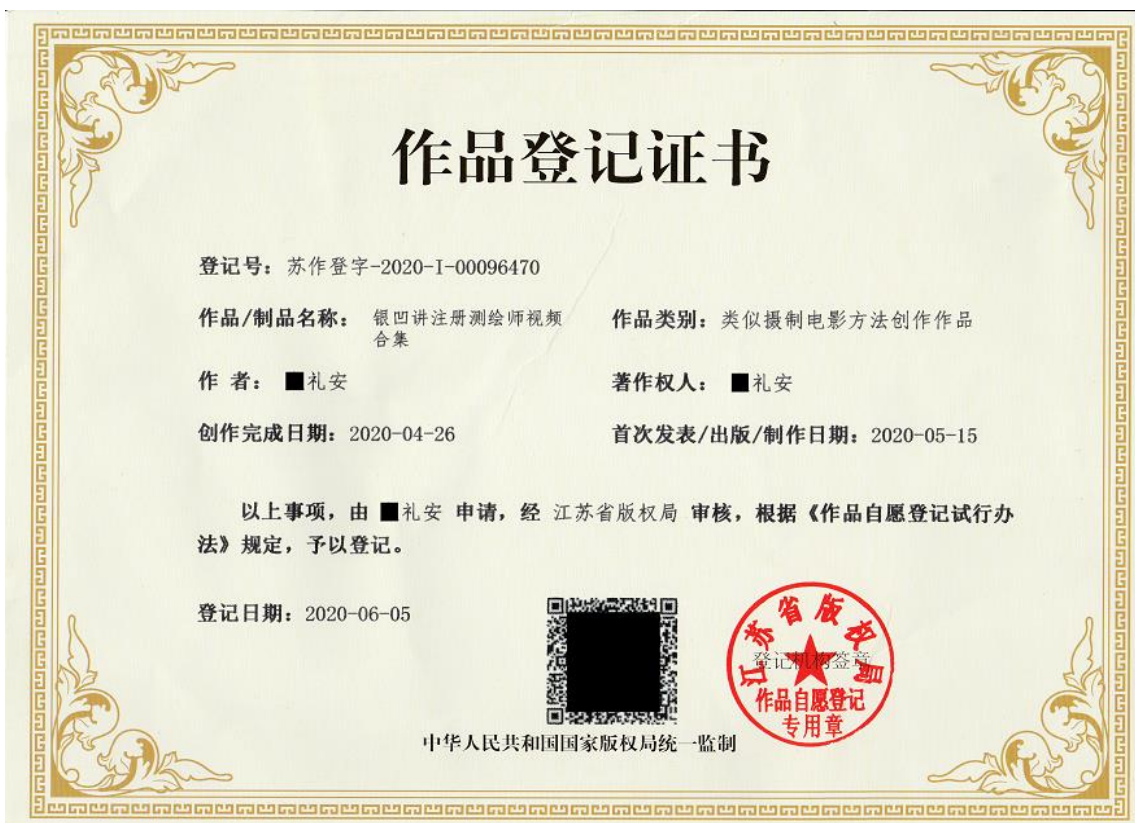 作品登记证书
登记号：苏作登字-2020-I-00096470
作品/制品名称： 银凹讲注册测绘师视频 作品类别：类似摄制电影方法创作作品
合集
作 者： 礼安 著作权人： 礼安
创作完成日期：2020-04-26 首次发表/出版/制作日期：2020-05-15
以上事项，由 礼安 申请，经 江苏省版权局 审核，根据《作品自愿登记试行办
法》规定，予以登记。
登记日期：2020-06-05
江苏省版权局
登记机构签章
作品自愿登记
专用章
中华人民共和国国家版权局统一监制